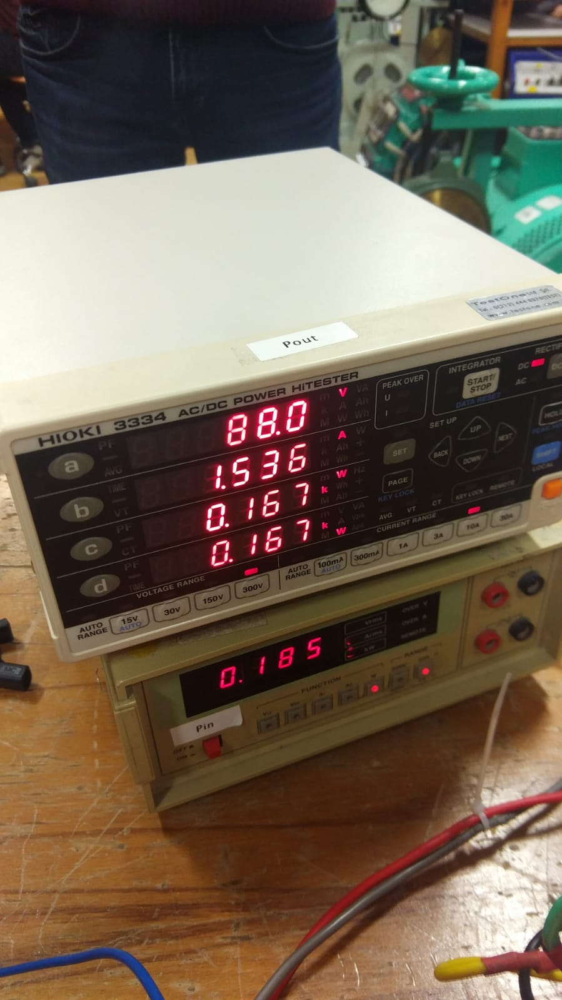 TestOne Ltd. Şti.
www.testone.com
Pout
HIOKI 3334 AC/DC POWER HiTESTER
88.0
V
1.536
A
0.167
k W
0.167
k W
a
b
c
d
PF
AVG
TIME
VT
PF
CT
PF
TIME
PEAK OVER
U
I
INTEGRATOR
START/STOP
DATA RESET
RECTIF
DC
AC
SET UP
SET
BACK
UP
DOWN
NEXT
PAGE
KEY LOCK
HOL
SHIFT
LOCAL
AVG VT CT
KEY LOCK REMOTE
VOLTAGE RANGE
AUTO RANGE
15V
AUTO
30V
150V
300V
CURRENT RANGE
AUTO RANGE
100mA
AUTO
300mA
1A
3A
10A
30A
0.185
Vrms
Arms
kW
OVER V
OVER A
REMOTE
FUNCTION
RANGE
Pin
OFF
ON